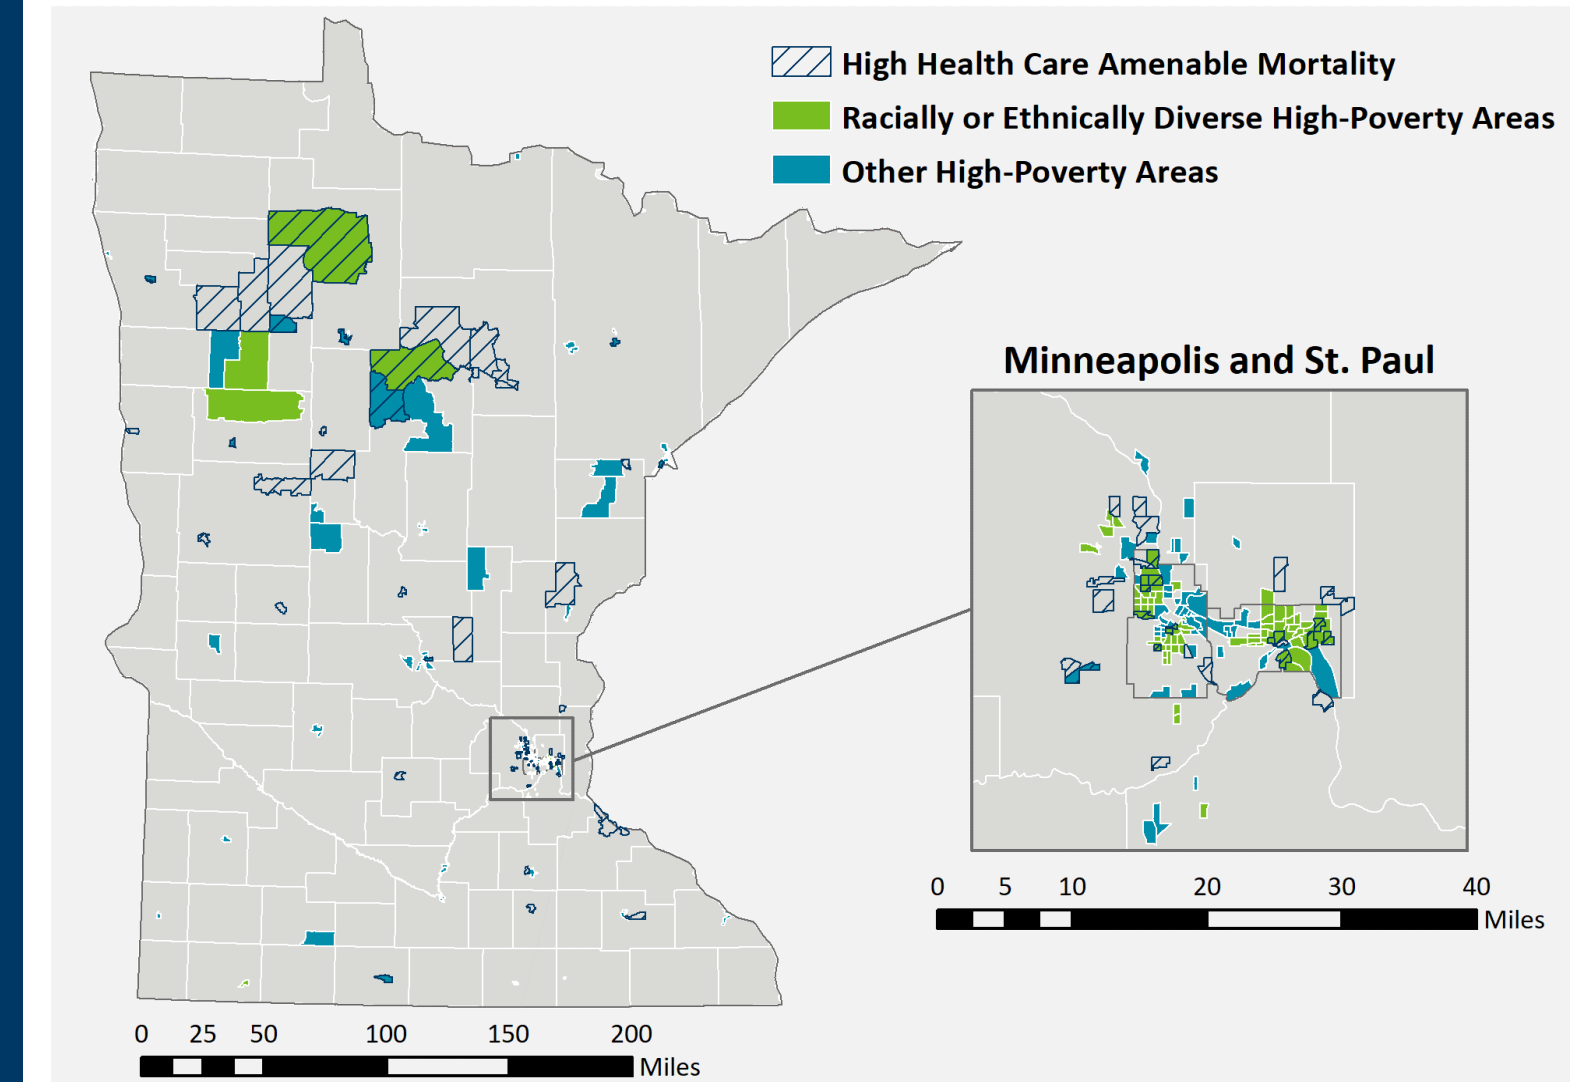 High Health Care Amenable Mortality
Racially or Ethnically Diverse High-Poverty Areas
Other High-Poverty Areas
Minneapolis and St. Paul
0 5 10 20 30 40
Miles
0 25 50 100 150 200
Miles